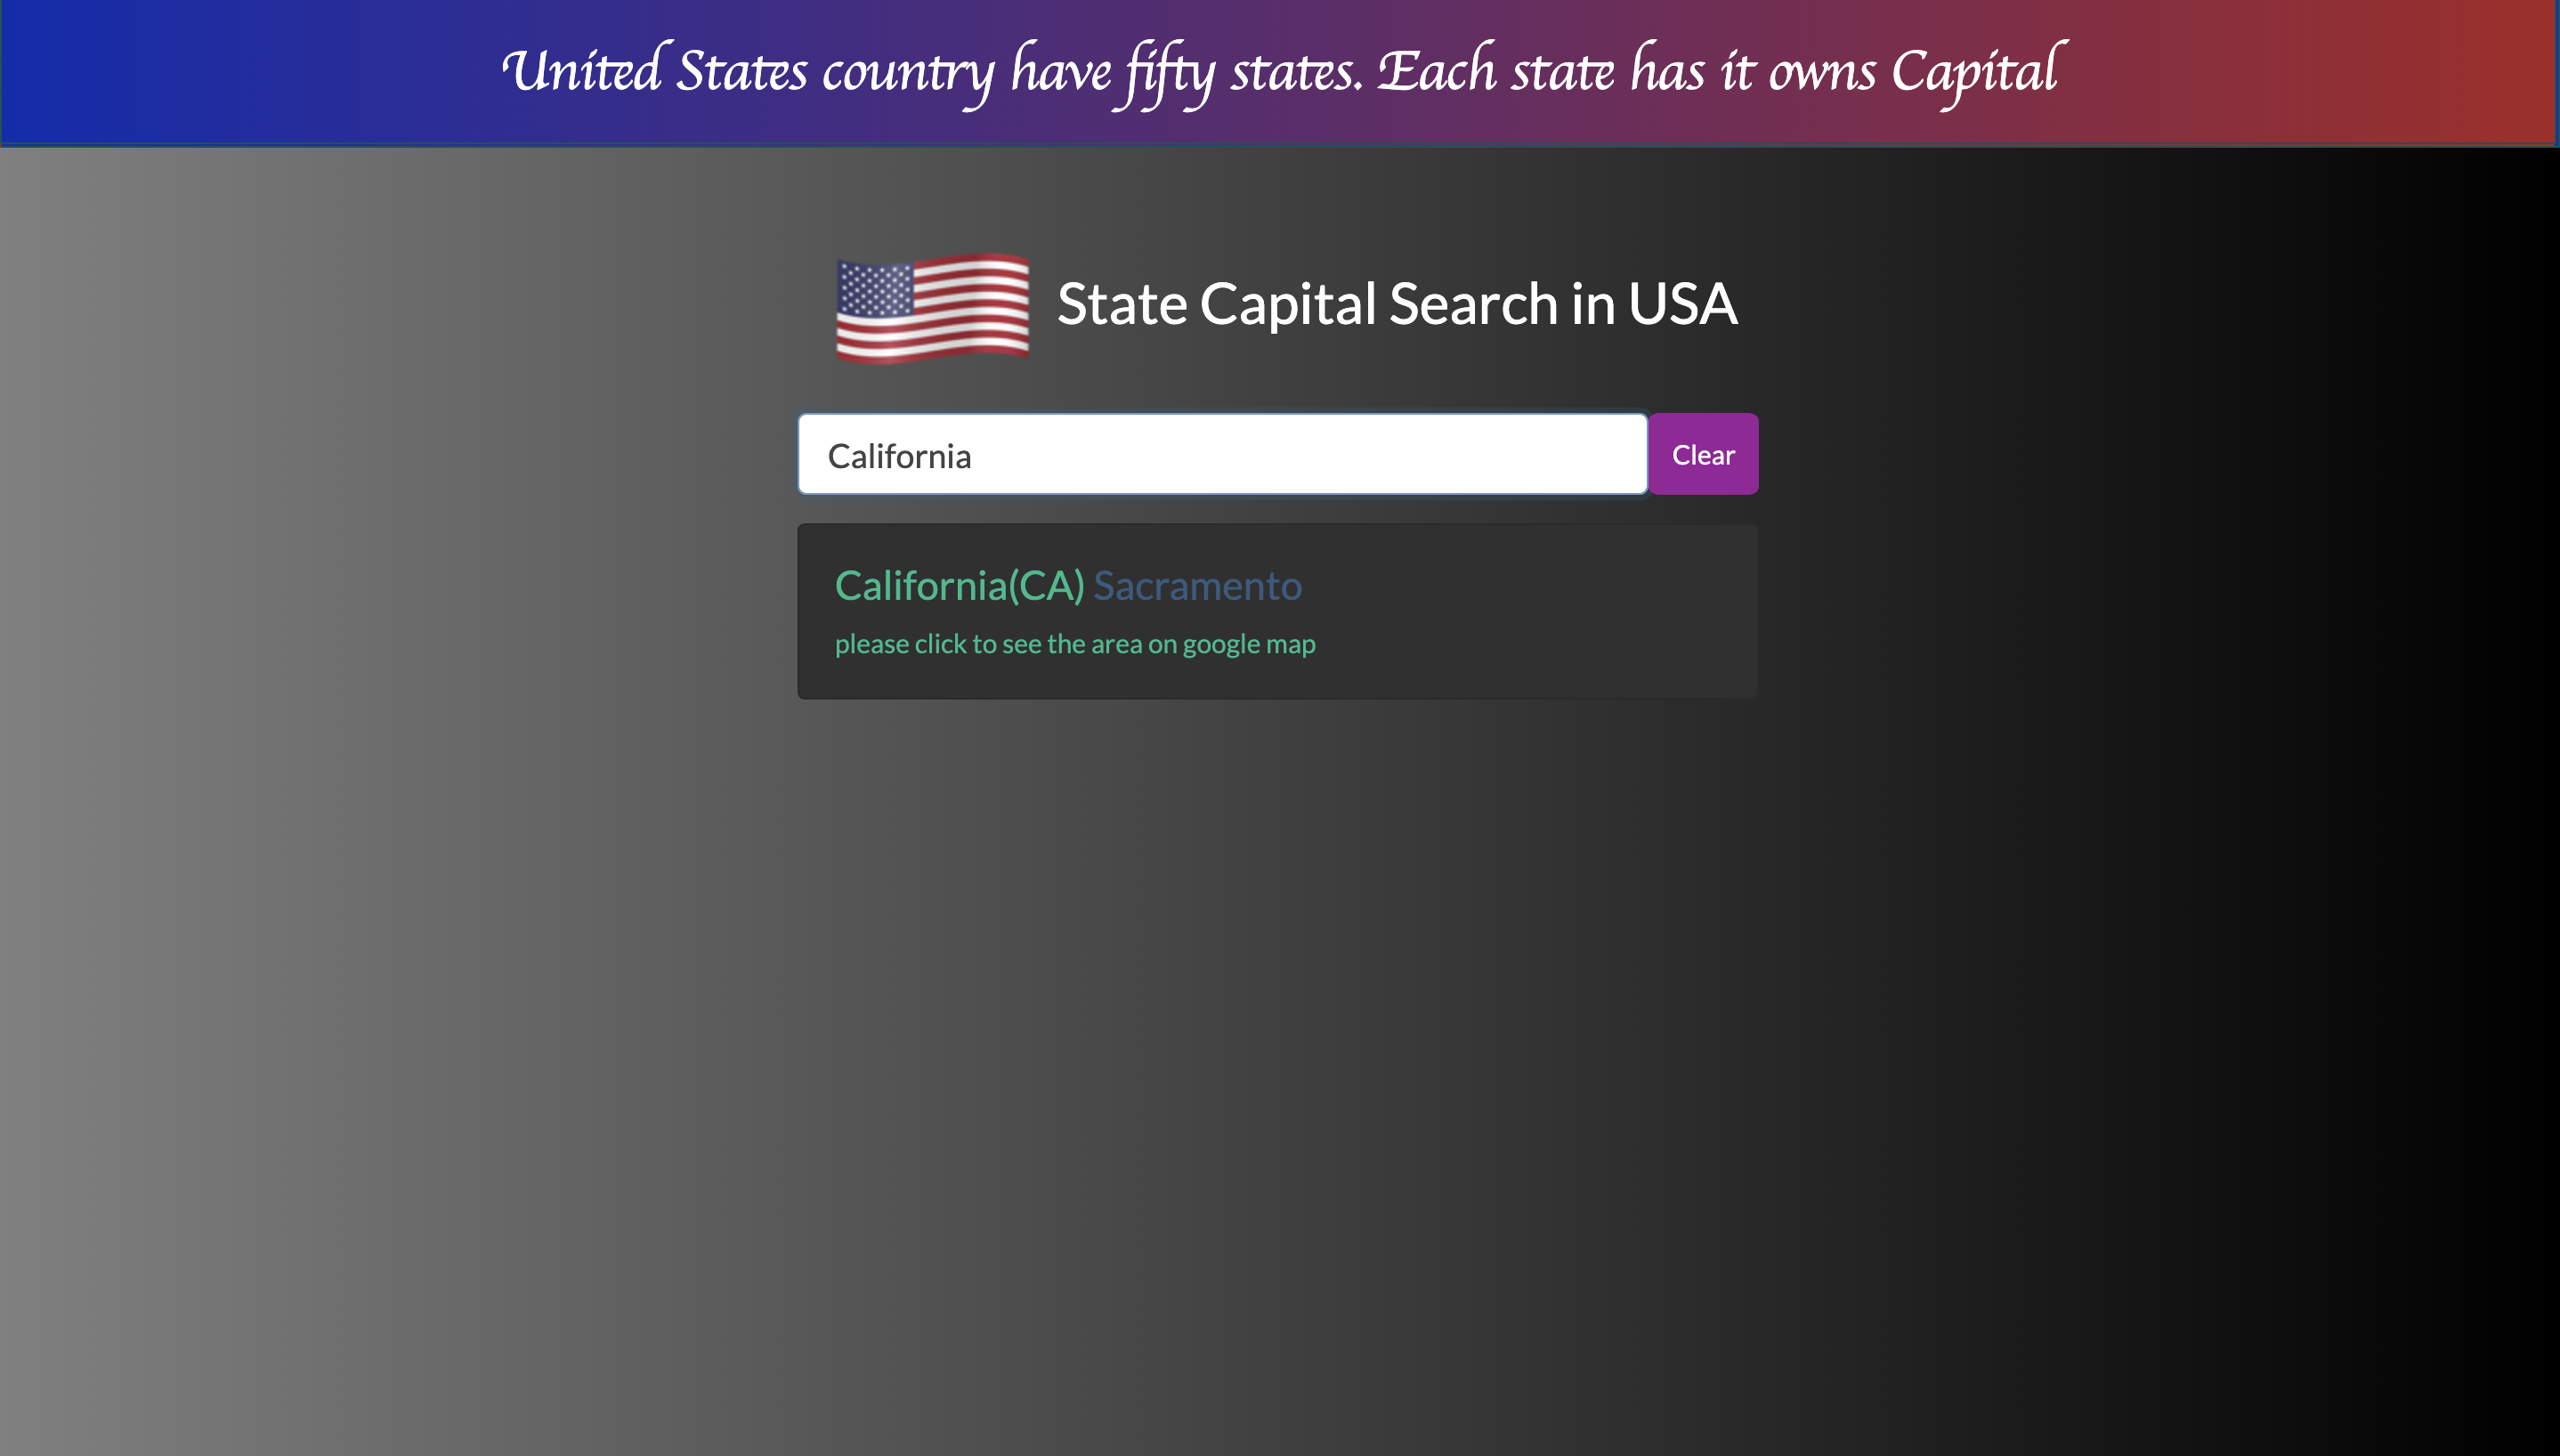 United States country have fifty states. Each state has it owns Capital
State Capital Search in USA
California
Clear
California(CA) Sacramento
please click to see the area on google map